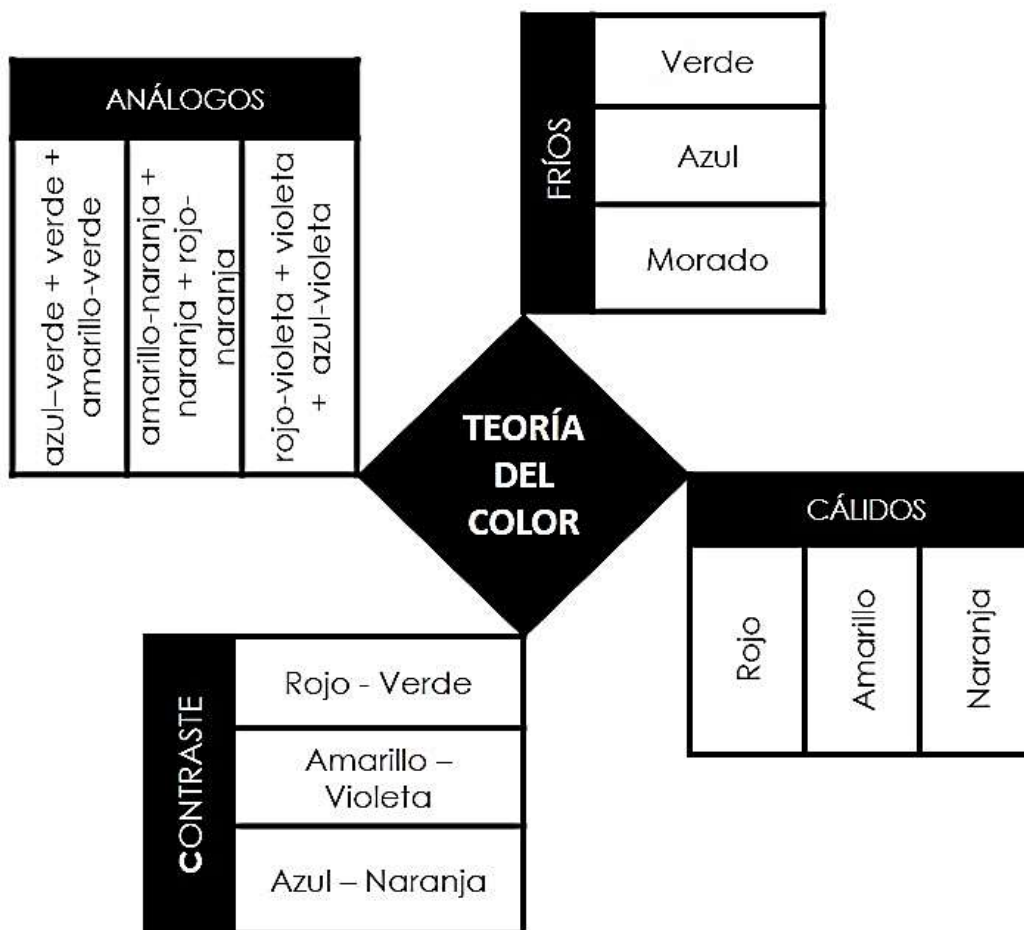 ANÁLOGOS
azul–verde + verde +
amarillo-verde
amarillo-naranja +
naranja + rojo-
naranja
rojo-violeta + violeta
+ azul-violeta
FRÍOS
Verde
Azul
Morado
TEORÍA
DEL
COLOR
CÁLIDOS
Rojo
Amarillo
Naranja
CONTRASTE
Rojo - Verde
Amarillo –
Violeta
Azul – Naranja